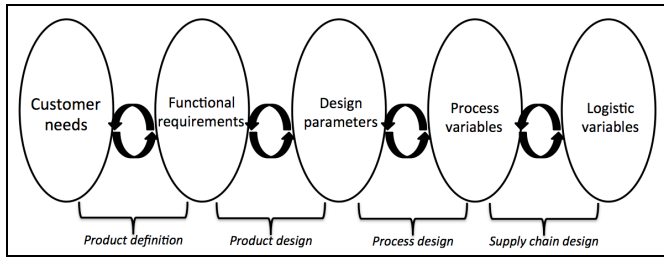 Customer
needs
Functional
requirements
Design
parameters
Process
variables
Logistic
variables
Product definition
Product design
Process design
Supply chain design